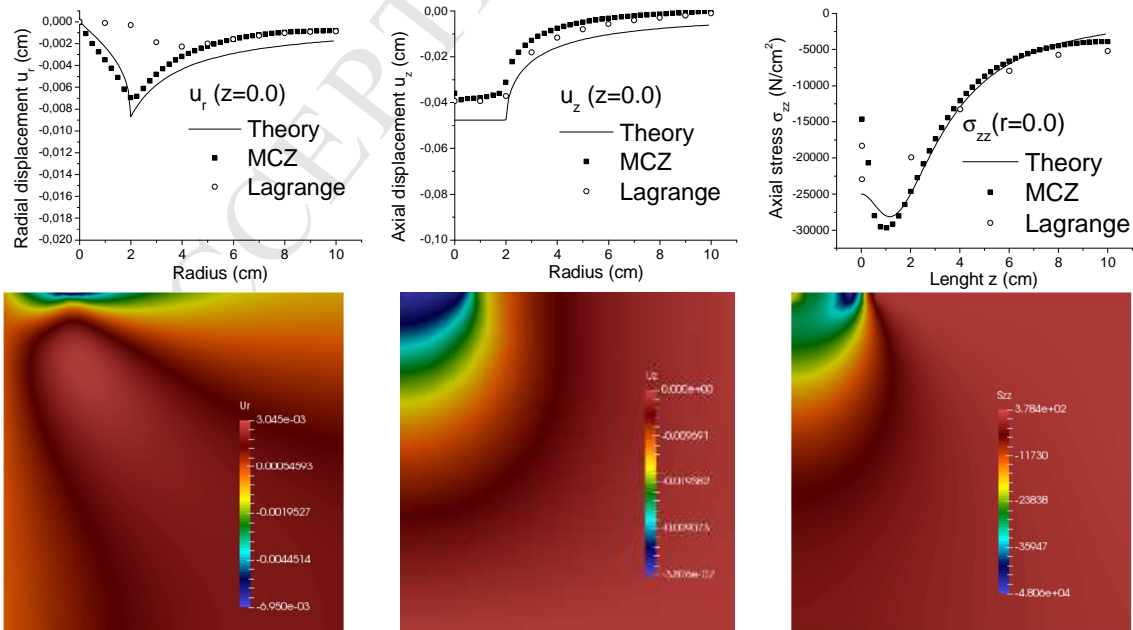 Radial displacement u_r (cm)
0,000
-0,002
-0,004
-0,006
-0,008
-0,010
-0,012
-0,014
-0,016
-0,018
-0,020
u_r (z=0.0)
Theory
MCZ
Lagrange
0 2 4 6 8 10
Radius (cm)
Axial displacement u_z (cm)
0,00
-0,02
-0,04
-0,06
-0,08
-0,10
u_z (z=0.0)
Theory
MCZ
Lagrange
0 2 4 6 8 10
Radius (cm)
Axial stress σ_zz (N/cm²)
0
-5000
-10000
-15000
-20000
-25000
-30000
σ_zz(r=0.0)
Theory
MCZ
Lagrange
0 2 4 6 8 10
Lenght z (cm)
CCEPT
Ur
3.045e-03
0.00054593
-0.0019527
-0.0044514
-6.950e-03
Uz
0.000e+00
-0.009691
Szz
3.784e+02
-11730
-23838
-35947
-4.806e+04